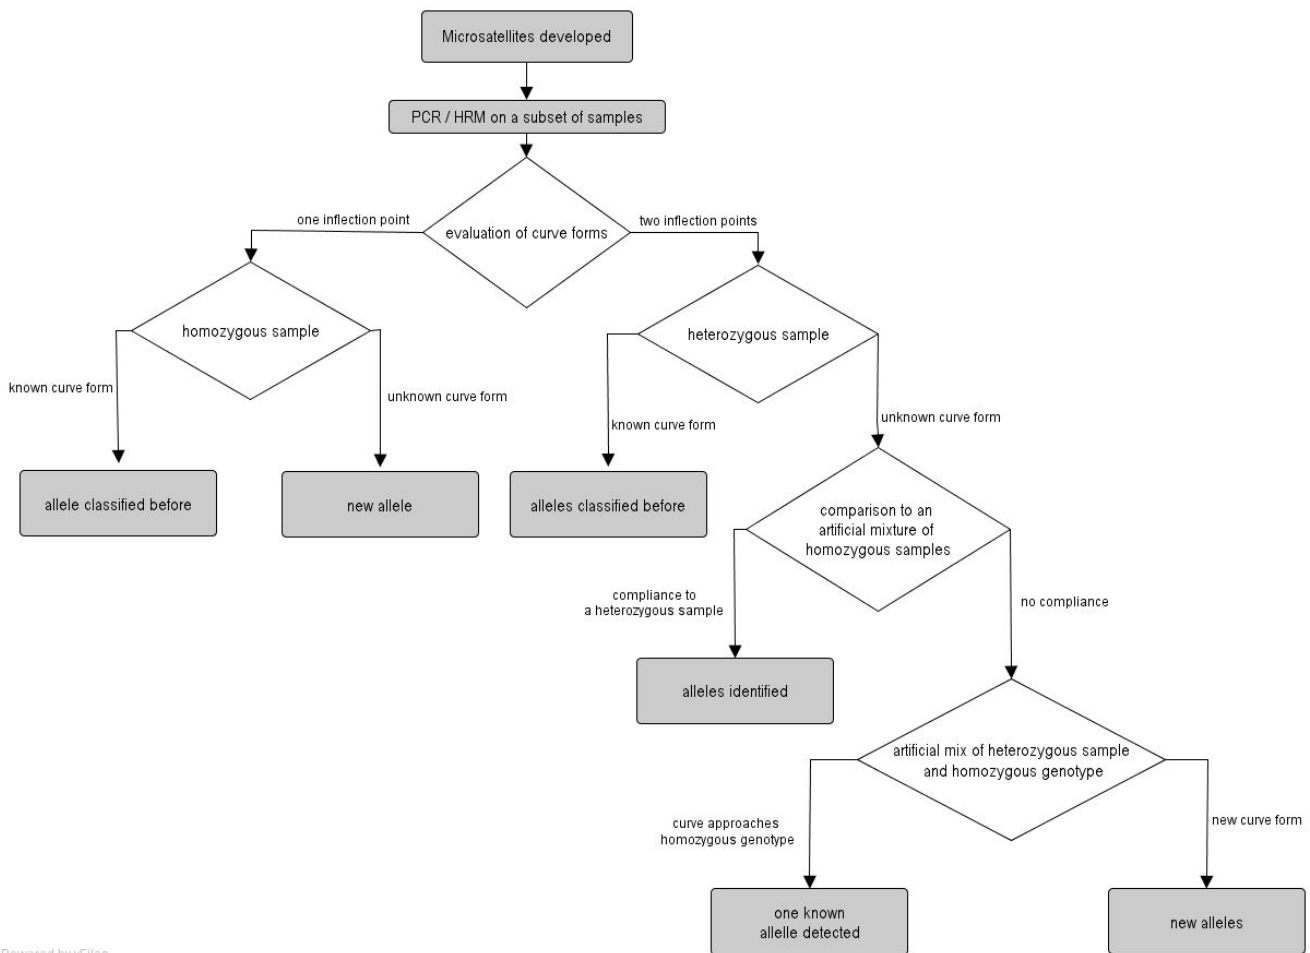 Microsatellites developed
PCR / HRM on a subset of samples
one inflection point
two inflection points
evaluation of curve forms
homozygous sample
heterozygous sample
known curve form
unknown curve form
known curve form
unknown curve form
allele classified before
new allele
alleles classified before
comparison to an
artificial mixture of
homozygous samples
compliance to
a heterozygous sample
no compliance
alleles identified
artificial mix of heterozygous sample
and homozygous genotype
curve approaches
homozygous genotype
new curve form
one known
allelle detected
new alleles
Powered by yFiles